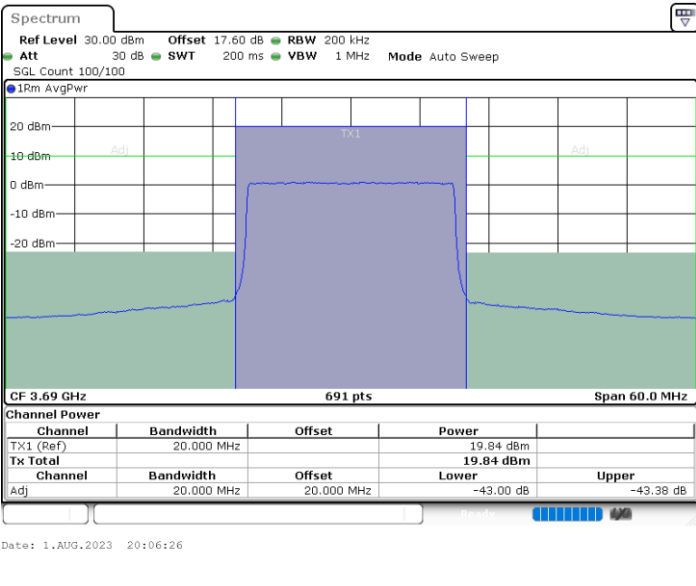 Spectrum
Ref Level 30.00 dBm Offset 17.60 dB RBW 200 kHz
Att 30 dB SWT 200 ms VBW 1 MHz Mode Auto Sweep
SGL Count 100/100
1Rm AvgPwr
20 dBm
TX1
10 dBm Adj Adj
0 dBm
-10 dBm
-20 dBm
CF 3.69 GHz 691 pts Span 60.0 MHz
Channel Power
Channel Bandwidth Offset Power
TX1 (Ref) 20.000 MHz 19.84 dBm
Tx Total 19.84 dBm
Channel Bandwidth Offset Lower Upper
Adj 20.000 MHz 20.000 MHz -43.00 dB -43.38 dB
Ready
Date: 1.AUG.2023 20:06:26